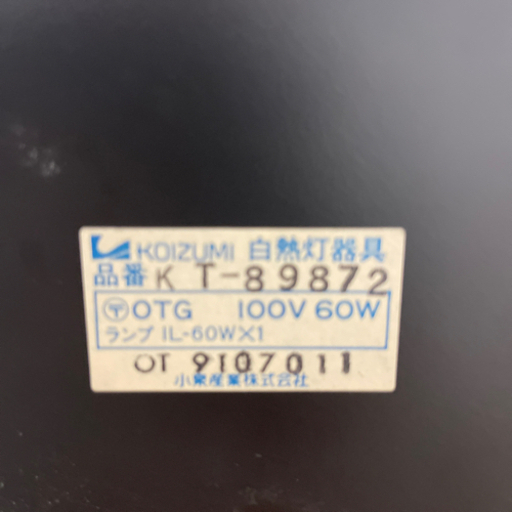 KOIZUMI 白熱灯器具
品番 KT-89872
〒 OTG 100V 60W
ランプ IL-60W×1
OT 9107011
小泉産業株式会社